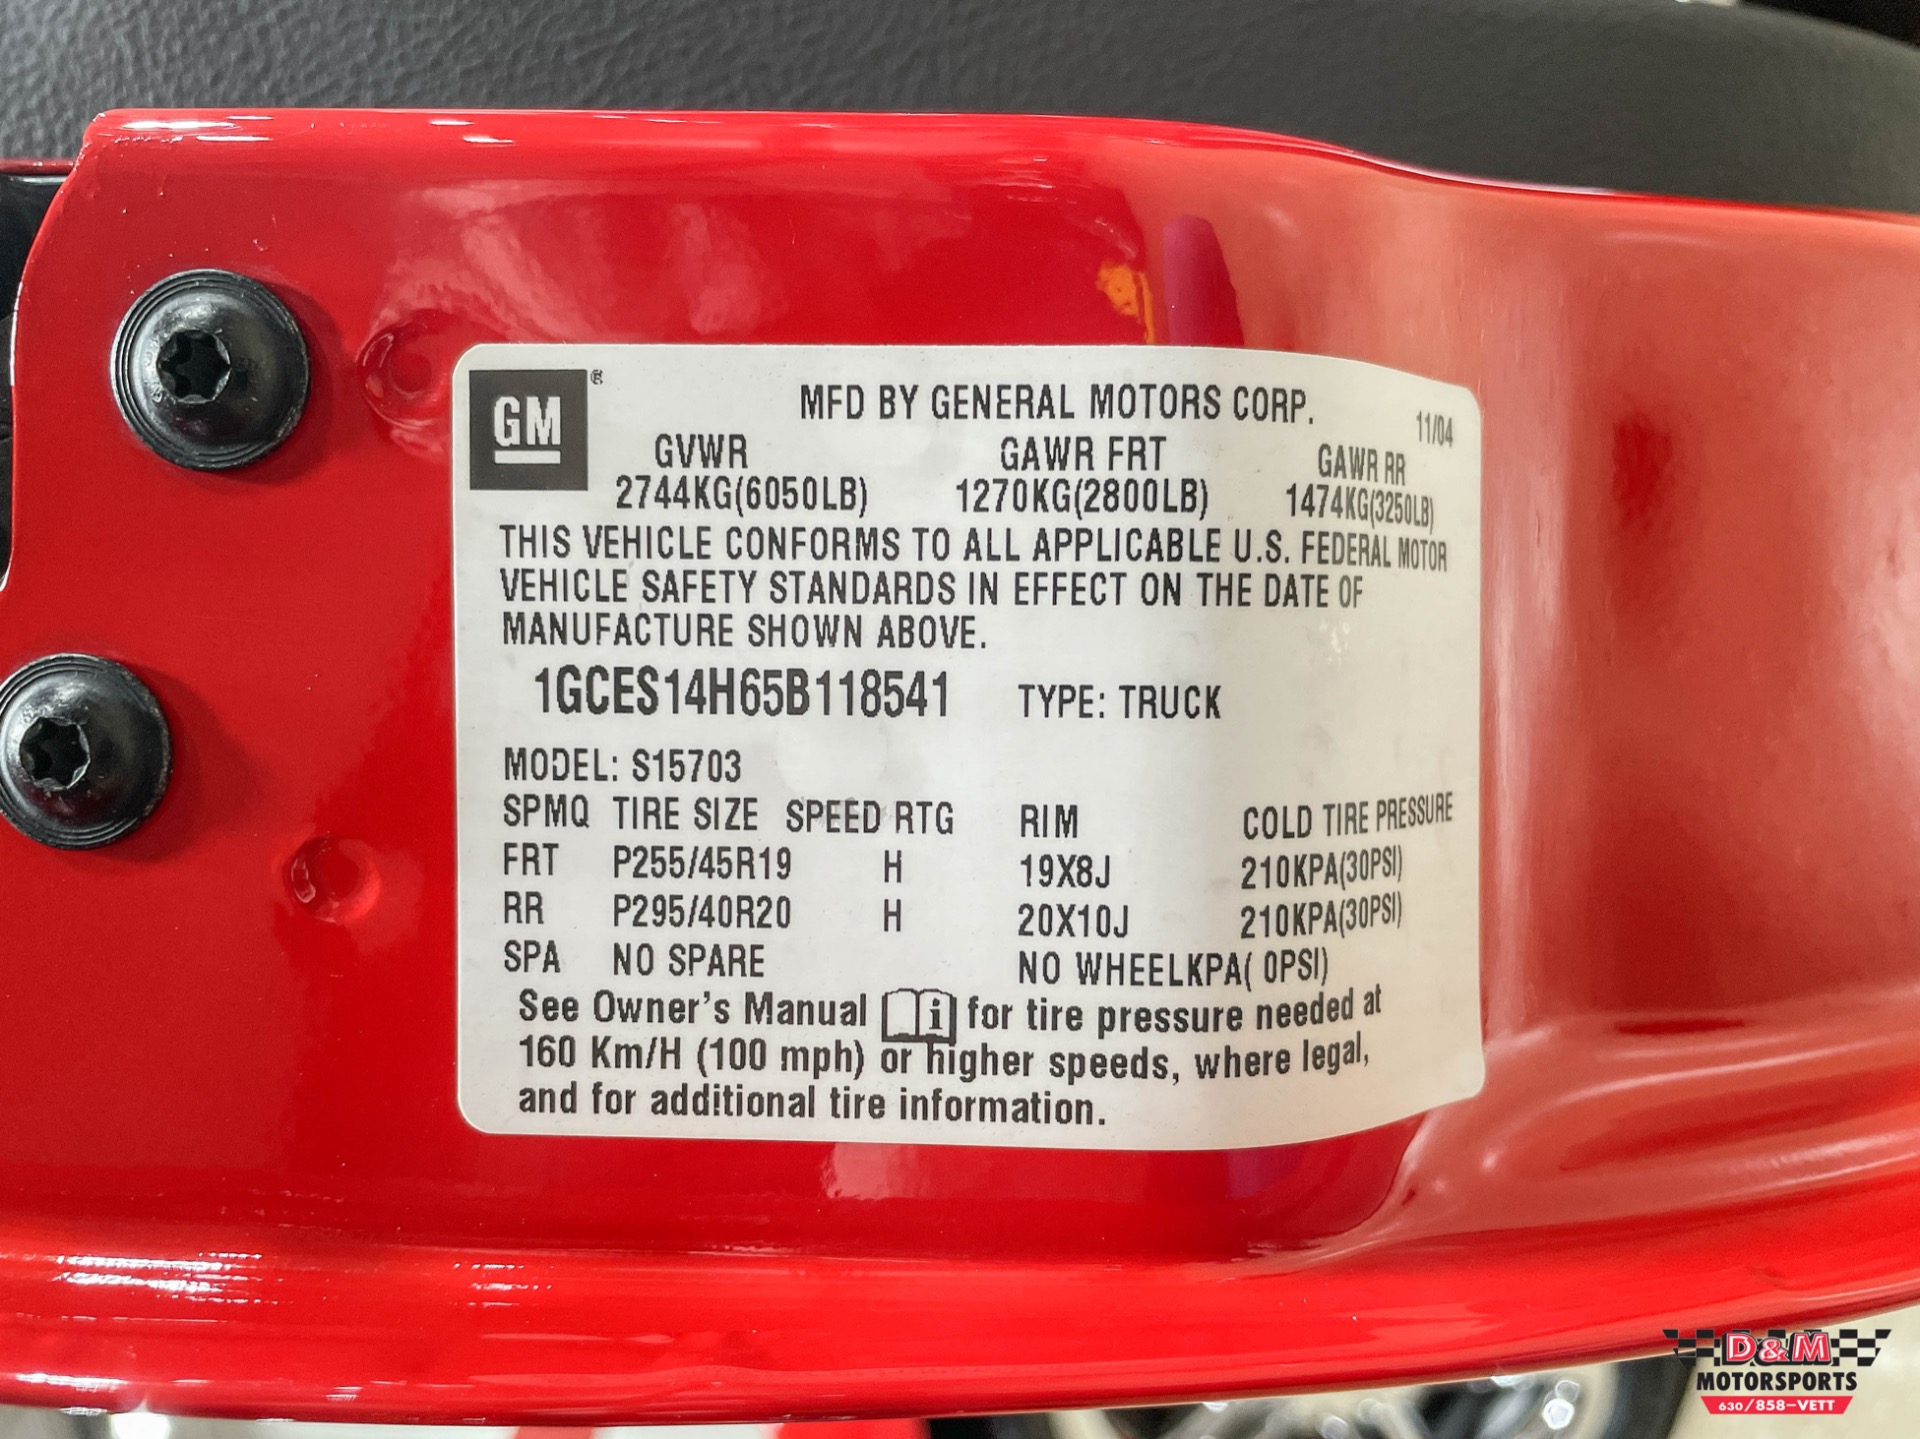 GM®
MFD BY GENERAL MOTORS CORP.
11/04
GVWR GAWR FRT GAWR RR
2744KG(6050LB) 1270KG(2800LB) 1474KG(3250LB)
THIS VEHICLE CONFORMS TO ALL APPLICABLE U.S. FEDERAL MOTOR
VEHICLE SAFETY STANDARDS IN EFFECT ON THE DATE OF
MANUFACTURE SHOWN ABOVE.
1GCES14H65B118541 TYPE: TRUCK
MODEL: S15703
SPMQ TIRE SIZE SPEED RTG RIM COLD TIRE PRESSURE
FRT P255/45R19 H 19X8J 210KPA(30PSI)
RR P295/40R20 H 20X10J 210KPA(30PSI)
SPA NO SPARE NO WHEELKPA( 0PSI)
See Owner's Manual i for tire pressure needed at
160 Km/H (100 mph) or higher speeds, where legal,
and for additional tire information.
D&M
MOTORSPORTS
630/858-VETT